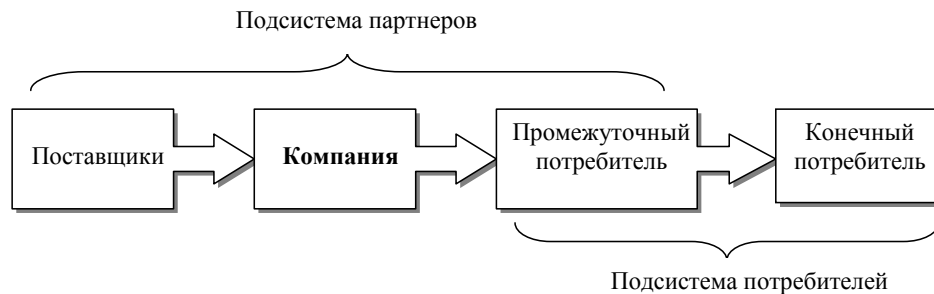 Подсистема партнеров
Поставщики
Компания
Промежуточный
потребитель
Конечный
потребитель
Подсистема потребителей